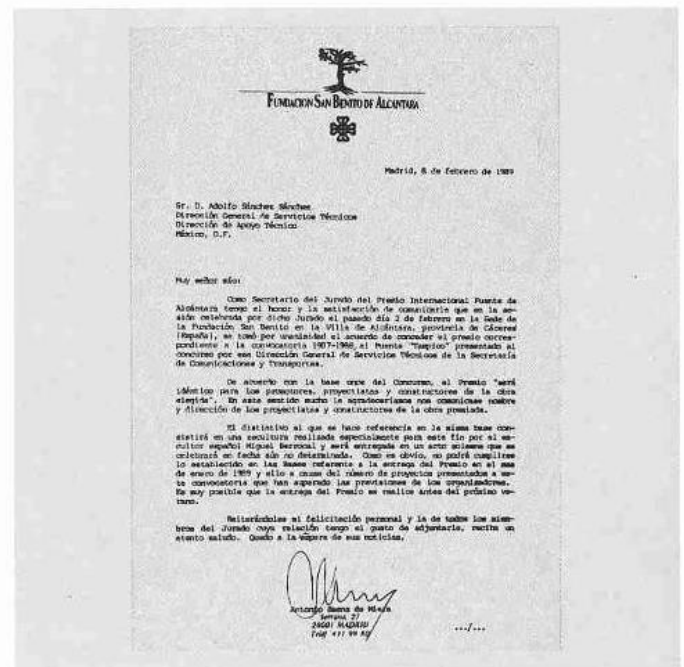 FUNDACION SAN BENITO DE ALCANTARA
Madrid, 8 de febrero de 1989
Sr. D. Adolfo Sánchez Sánchez
Dirección General de Servicios Técnicos
Dirección de Apoyo Técnico
México, D.F.
Muy señor mío:
Como Secretario del Jurado del Premio Internacional Puente de
Alcántara tengo el honor y la satisfacción de comunicarle que en la se-
sión celebrada por dicho Jurado el pasado día 2 de febrero en la Sede de
la Fundación San Benito en la Villa de Alcántara, provincia de Cáceres
(España), se tomó por unanimidad el acuerdo de conceder el premio corres-
pondiente a la convocatoria 1987-1988, al Puente "Tampico" presentado al
concurso por esa Dirección General de Servicios Técnicos de la Secretaría
de Comunicaciones y Transportes.
De acuerdo con la base once del Concurso, el Premio "será
idéntico para los promotores, proyectistas y constructores de la obra
elegida". En este sentido mucho le agradeceríamos nos comunicase nombre
y dirección de los proyectistas y constructores de la obra premiada.
El distintivo al que se hace referencia en la misma base con-
sistirá en una escultura realizada especialmente para este fin por el es-
cultor español Miguel Berrocal y será entregada en un acto solemne que se
celebrará en fecha aún no determinada. Como es obvio, no podrá cumplirse
lo establecido en las Bases referente a la entrega del Premio en el mes
de enero de 1989 y ello a causa del número de proyectos presentados a es-
ta convocatoria que han superado las previsiones de los organizadores.
Es muy posible que la entrega del Premio se realice antes del próximo ve-
rano.
Reiterándoles mi felicitación personal y la de todos los miem-
bros del Jurado cuya relación tengo el gusto de adjuntarle, reciba un
atento saludo. Quedo a la espera de sus noticias,
Antonio Baena de
Serrano, 21
28001 MADRID
.../...